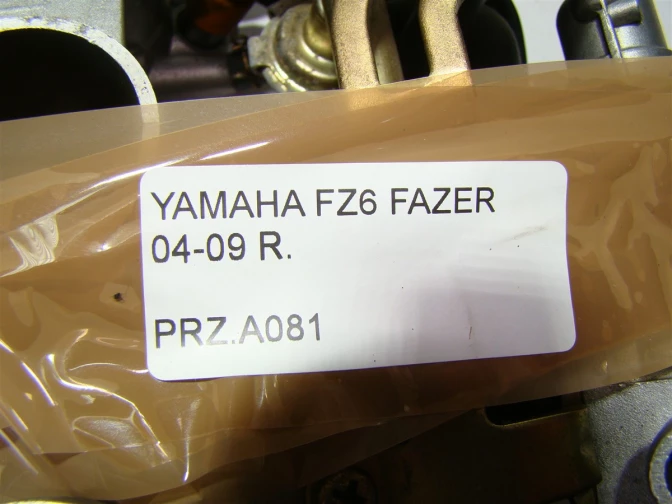 YAMAHA FZ6 FAZER
04-09 R.
PRZ.A081